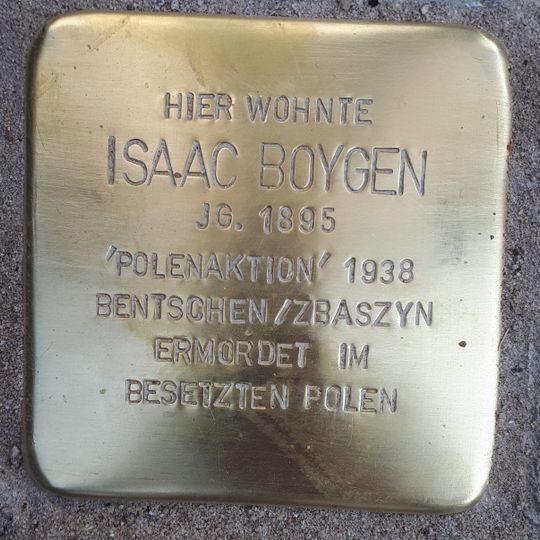 HIER WOHNTE
ISAAC BOYGEN
JG. 1895
'POLENAKTION' 1938
BENTSCHEN/ZBASZYN
ERMORDET IM
BESETZTEN POLEN